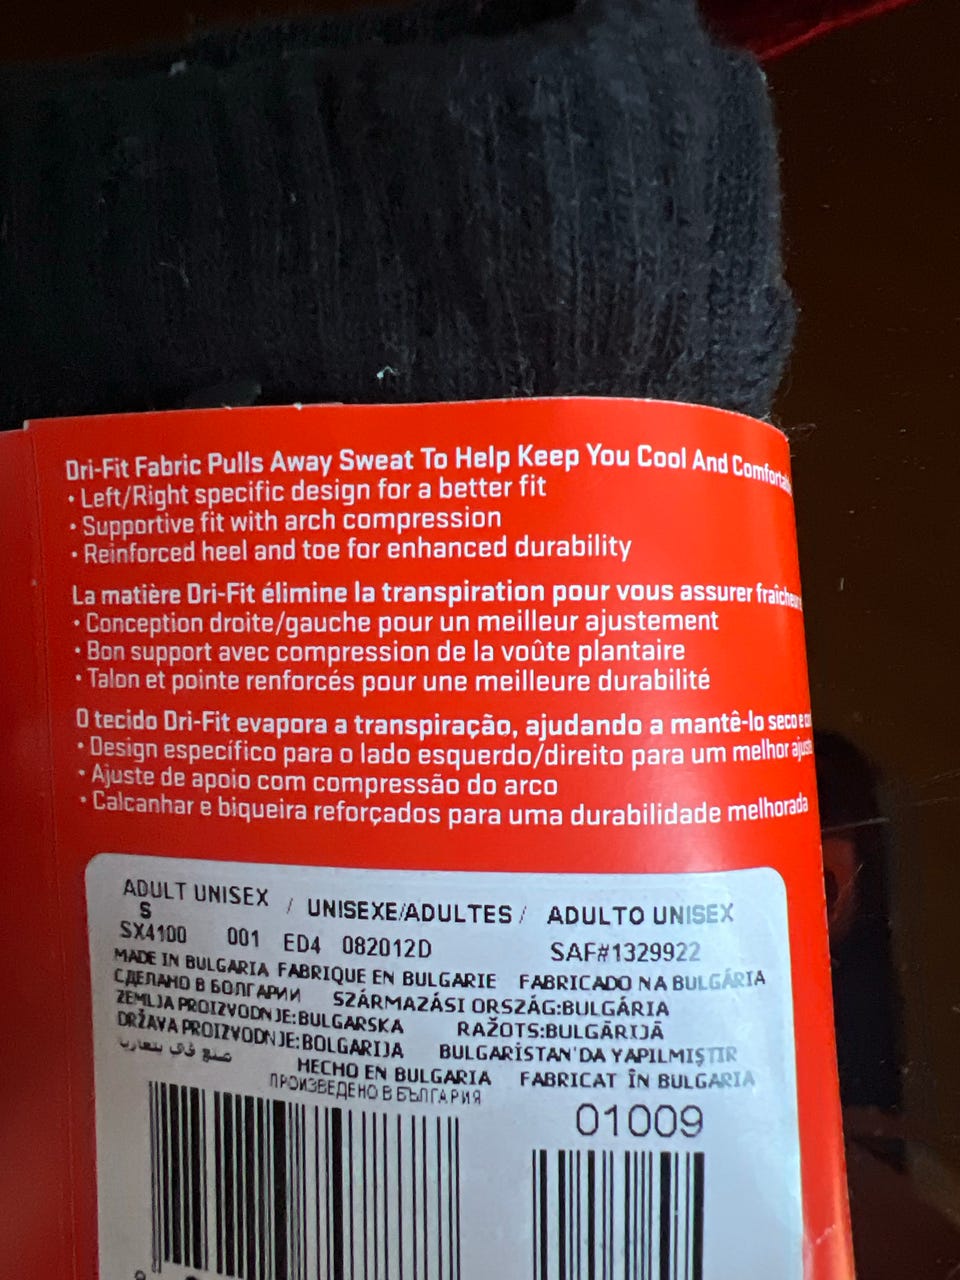 Dri-Fit Fabric Pulls Away Sweat To Help Keep You Cool And
• Left/Right specific design for a better fit
• Supportive fit with arch compression
• Reinforced heel and toe for enhanced durability
La matière Dri-Fit élimine la transpiration pour vous assurer
• Conception droite/gauche pour un meilleur ajustement
• Bon support avec compression de la voûte plantaire
• Talon et pointe renforcés pour une meilleure durabilité
O tecido Dri-Fit evapora a transpiração, ajudando a mantê-lo seco e
• Design específico para o lado esquerdo/direito para um melhor
• Ajuste de apoio com compressão do arco
• Calcanhar e biqueira reforçados para uma durabilidade melhorada
ADULT UNISEX / UNISEXE/ADULTES / ADULTO UNISEX
S
SX4100 001 ED4 082012D SAF#1329922
MADE IN BULGARIA FABRIQUE EN BULGARIE FABRICADO NA BULGÁRIA
СДЕЛАНО В БОЛГАРИИ SZÁRMAZÁSI ORSZÁG:BULGÁRIA
ZEMLJA PROIZVODNJE:BULGARSKA RAŽOTS:BULGĀRIJĀ
DRŽAVA PROIZVODNJE:BOLGARIJA BULGARİSTAN'DA YAPILMIŞTIR
صنع في بلغاريا HECHO EN BULGARIA FABRICAT ÎN BULGARIA
ПРОИЗВЕДЕНО В БЪЛГАРИЯ
01009